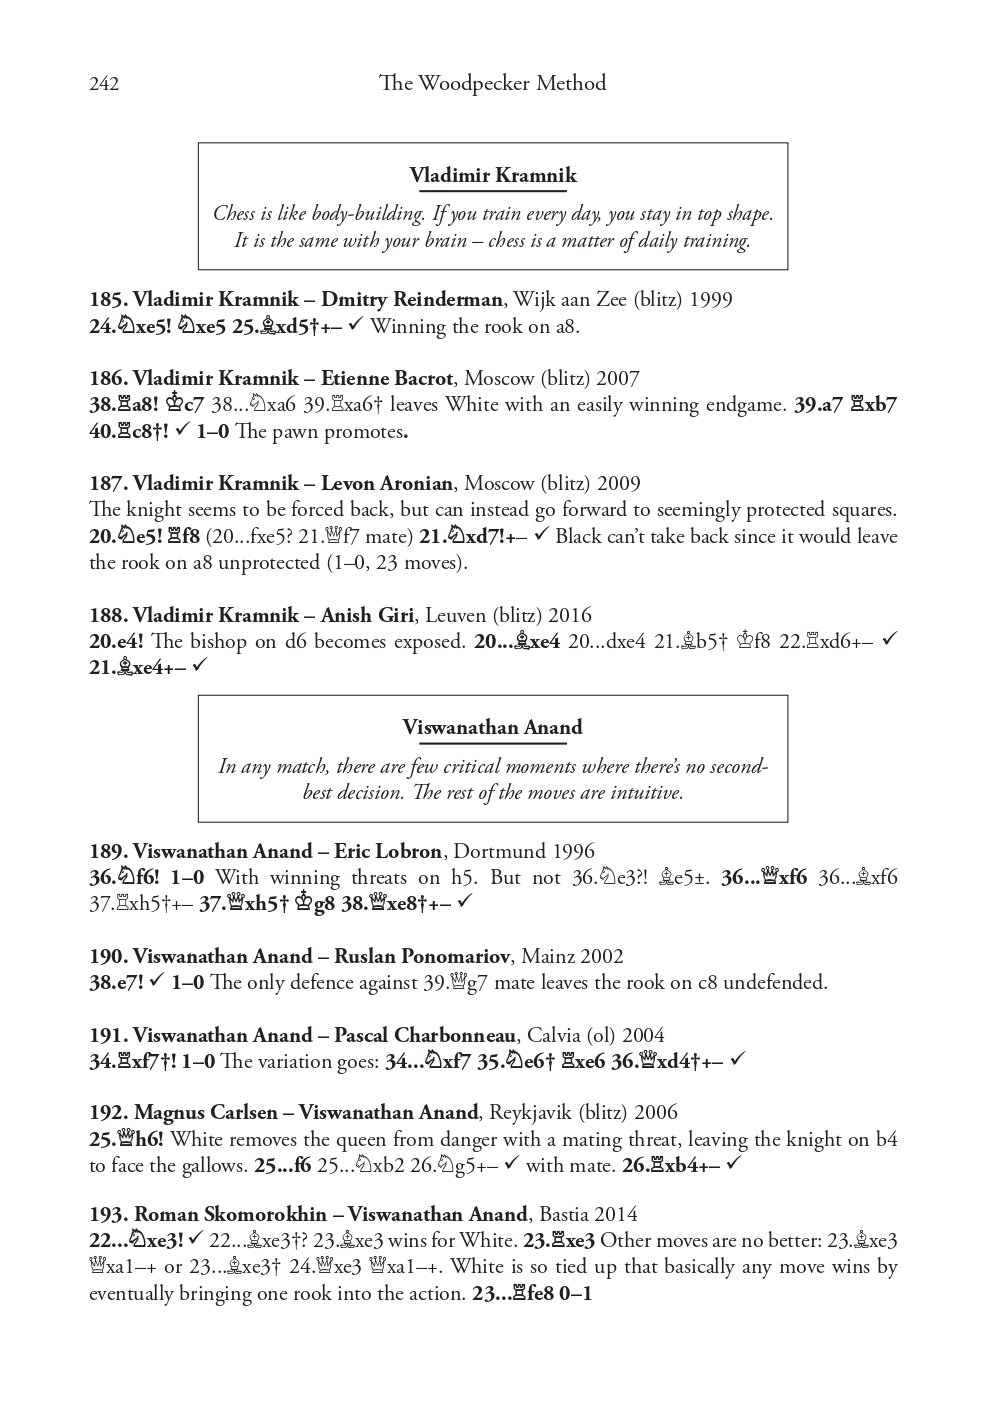 242
The Woodpecker Method
Vladimir Kramnik
Chess is like body-building. If you train every day, you stay in top shape.
It is the same with your brain – chess is a matter of daily training.
185. Vladimir Kramnik – Dmitry Reinderman, Wijk aan Zee (blitz) 1999
24.♘xe5! ♘xe5 25.♗xd5†+– ✓ Winning the rook on a8.
186. Vladimir Kramnik – Etienne Bacrot, Moscow (blitz) 2007
38.♖a8! ♔c7 38...♘xa6 39.♖xa6† leaves White with an easily winning endgame. 39.a7 ♖xb7
40.♖c8†! ✓ 1–0 The pawn promotes.
187. Vladimir Kramnik – Levon Aronian, Moscow (blitz) 2009
The knight seems to be forced back, but can instead go forward to seemingly protected squares.
20.♘e5! ♖f8 (20...fxe5? 21.♕f7 mate) 21.♘xd7!+– ✓ Black can’t take back since it would leave
the rook on a8 unprotected (1–0, 23 moves).
188. Vladimir Kramnik – Anish Giri, Leuven (blitz) 2016
20.e4! The bishop on d6 becomes exposed. 20...♗xe4 20...dxe4 21.♗b5† ♔f8 22.♖xd6+– ✓
21.♗xe4+– ✓
Viswanathan Anand
In any match, there are few critical moments where there’s no second-
best decision. The rest of the moves are intuitive.
189. Viswanathan Anand – Eric Lobron, Dortmund 1996
36.♘f6! 1–0 With winning threats on h5. But not 36.♘e3?! ♗e5±. 36...♕xf6 36...♗xf6
37.♖xh5†+– 37.♕xh5† ♔g8 38.♕xe8†+– ✓
190. Viswanathan Anand – Ruslan Ponomariov, Mainz 2002
38.e7! ✓ 1–0 The only defence against 39.♕g7 mate leaves the rook on c8 undefended.
191. Viswanathan Anand – Pascal Charbonneau, Calvia (ol) 2004
34.♖xf7†! 1–0 The variation goes: 34...♘xf7 35.♘e6† ♖xe6 36.♕xd4†+– ✓
192. Magnus Carlsen – Viswanathan Anand, Reykjavik (blitz) 2006
25.♕h6! White removes the queen from danger with a mating threat, leaving the knight on b4
to face the gallows. 25...f6 25...♘xb2 26.♘g5+– ✓ with mate. 26.♖xb4+– ✓
193. Roman Skomorokhin – Viswanathan Anand, Bastia 2014
22...♘xe3! ✓ 22...♗xe3†? 23.♗xe3 wins for White. 23.♖xe3 Other moves are no better: 23.♗xe3
♕xa1–+ or 23...♗xe3† 24.♕xe3 ♕xa1–+. White is so tied up that basically any move wins by
eventually bringing one rook into the action. 23...♖fe8 0–1